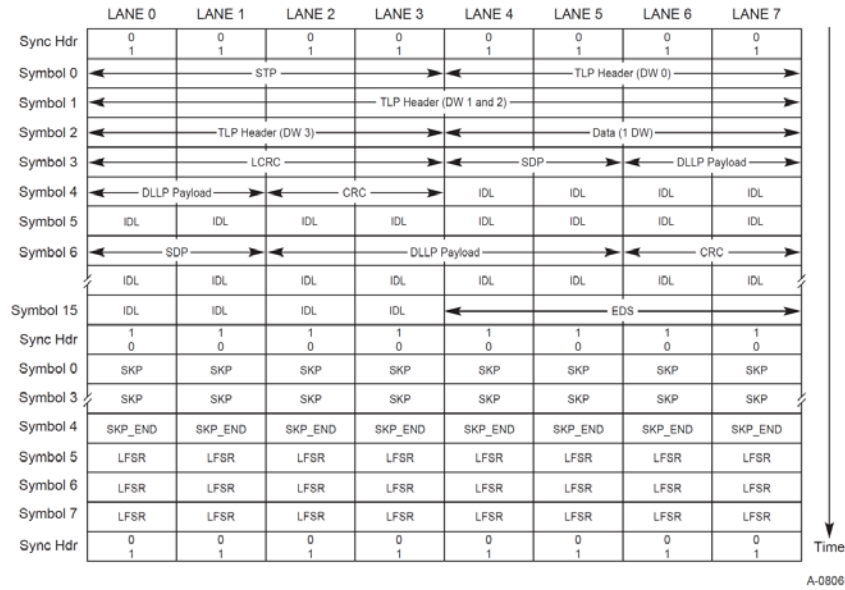 LANE 0 LANE 1 LANE 2 LANE 3 LANE 4 LANE 5 LANE 6 LANE 7
Sync Hdr 0 0 0 0 0 0 0 0
1 1 1 1 1 1 1 1
Symbol 0 STP TLP Header (DW 0)
Symbol 1 TLP Header (DW 1 and 2)
Symbol 2 TLP Header (DW 3) Data (1 DW)
Symbol 3 LCRC SDP DLLP Payload
Symbol 4 DLLP Payload CRC IDL IDL IDL IDL
Symbol 5 IDL IDL IDL IDL IDL IDL IDL IDL
Symbol 6 SDP DLLP Payload CRC
IDL IDL IDL IDL IDL IDL IDL IDL
Symbol 15 IDL IDL IDL IDL EDS
Sync Hdr 1 1 1 1 1 1 1 1
0 0 0 0 0 0 0 0
Symbol 0 SKP SKP SKP SKP SKP SKP SKP SKP
Symbol 3 SKP SKP SKP SKP SKP SKP SKP SKP
Symbol 4 SKP_END SKP_END SKP_END SKP_END SKP_END SKP_END SKP_END SKP_END
Symbol 5 LFSR LFSR LFSR LFSR LFSR LFSR LFSR LFSR
Symbol 6 LFSR LFSR LFSR LFSR LFSR LFSR LFSR LFSR
Symbol 7 LFSR LFSR LFSR LFSR LFSR LFSR LFSR LFSR
Sync Hdr 0 0 0 0 0 0 0 0
1 1 1 1 1 1 1 1
Time
A-0806